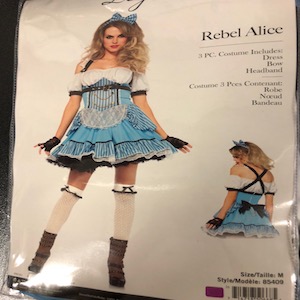 Rebel Alice
3 PC. Costume Includes:
Dress
Bow
Headband
Costume 3 Pces Contenant:
Robe
Nœud
Bandeau
Size/Taille: M
Style/Modèle: 85409